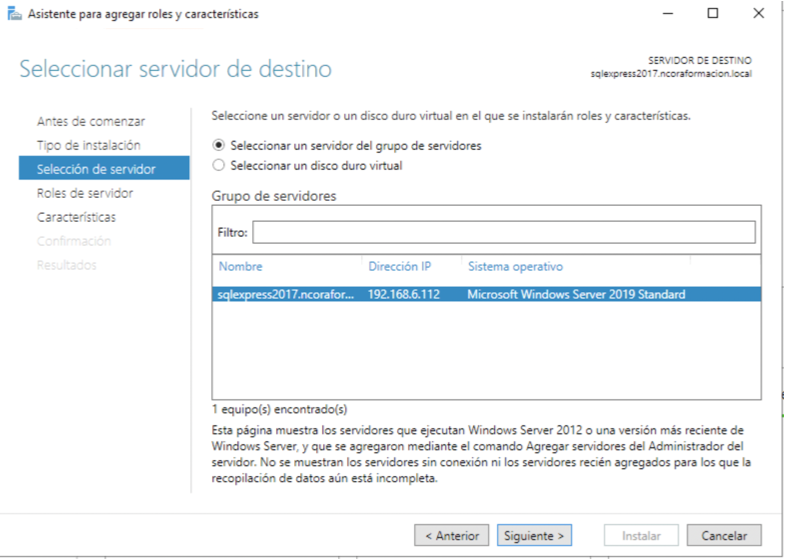 Asistente para agregar roles y características
Seleccionar servidor de destino
SERVIDOR DE DESTINO
sqlexpress2017.ncoraformacion.local
Antes de comenzar
Tipo de instalación
Selección de servidor
Roles de servidor
Características
Confirmación
Resultados
Seleccione un servidor o un disco duro virtual en el que se instalarán roles y características.
Seleccionar un servidor del grupo de servidores
Seleccionar un disco duro virtual
Grupo de servidores
Filtro:
Nombre Dirección IP Sistema operativo
sqlexpress2017.ncorafor... 192.168.6.112 Microsoft Windows Server 2019 Standard
1 equipo(s) encontrado(s)
Esta página muestra los servidores que ejecutan Windows Server 2012 o una versión más reciente de
Windows Server, y que se agregaron mediante el comando Agregar servidores del Administrador del
servidor. No se muestran los servidores sin conexión ni los servidores recién agregados para los que la
recopilación de datos aún está incompleta.
< Anterior Siguiente > Instalar Cancelar